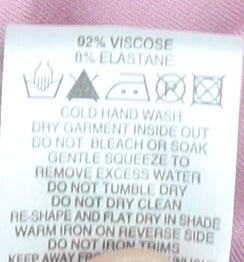 92% VISCOSE
8% ELASTANE
COLD HAND WASH
DRY GARMENT INSIDE OUT
DO NOT BLEACH OR SOAK
GENTLE SQUEEZE TO
REMOVE EXCESS WATER
DO NOT TUMBLE DRY
DO NOT DRY CLEAN
RE-SHAPE AND FLAT DRY IN SHADE
WARM IRON ON REVERSE SIDE
DO NOT IRON TRIMS
KEEP AWAY